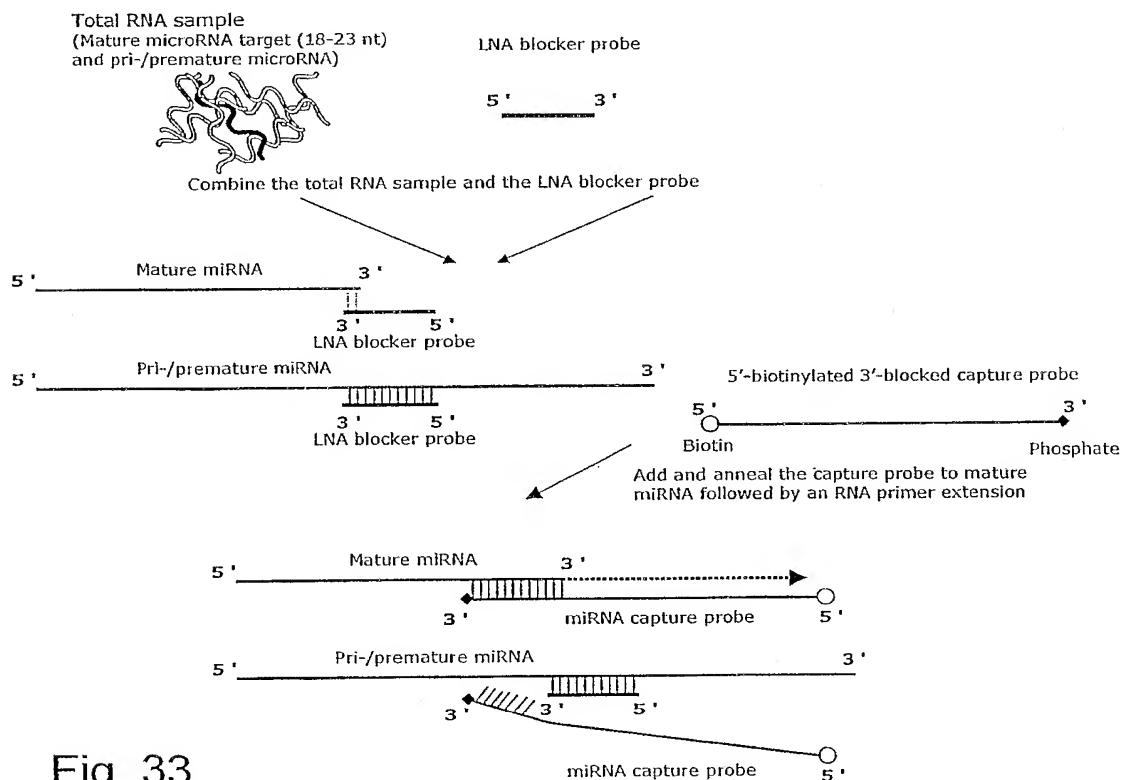 Total RNA sample
(Mature microRNA target (18-23 nt)
and pri-/premature microRNA)
LNA blocker probe
5'
3'
Combine the total RNA sample and the LNA blocker probe
5'
Mature miRNA
3'
3'
5'
LNA blocker probe
5'
Pri-/premature miRNA
3'
3'
5'
LNA blocker probe
5'-biotinylated 3'-blocked capture probe
5'
3'
Biotin
Phosphate
Add and anneal the capture probe to mature
miRNA followed by an RNA primer extension
5'
Mature miRNA
3'
3'
miRNA capture probe
5'
5'
Pri-/premature miRNA
3'
3'
3'
5'
miRNA capture probe
5'
Fig. 33